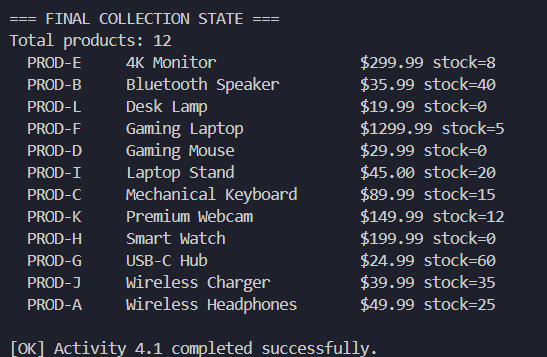 === FINAL COLLECTION STATE ===
Total products: 12
PROD-E 4K Monitor $299.99 stock=8
PROD-B Bluetooth Speaker $35.99 stock=40
PROD-L Desk Lamp $19.99 stock=0
PROD-F Gaming Laptop $1299.99 stock=5
PROD-D Gaming Mouse $29.99 stock=0
PROD-I Laptop Stand $45.00 stock=20
PROD-C Mechanical Keyboard $89.99 stock=15
PROD-K Premium Webcam $149.99 stock=12
PROD-H Smart Watch $199.99 stock=0
PROD-G USB-C Hub $24.99 stock=60
PROD-J Wireless Charger $39.99 stock=35
PROD-A Wireless Headphones $49.99 stock=25
[OK] Activity 4.1 completed successfully.